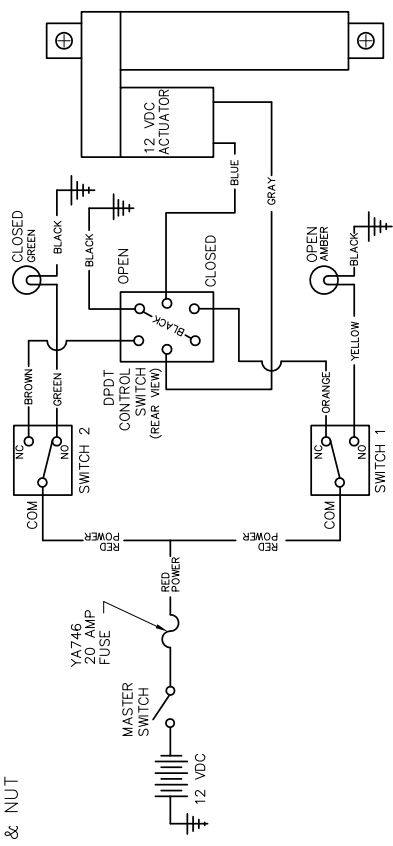 & NUT
12 VDC
MASTER
SWITCH
YA746
20 AMP
FUSE
RED
POWER
RED
POWER
RED
POWER
COM
NC
NO
SWITCH 2
BROWN
GREEN
CLOSED
GREEN
BLACK
BLACK
OPEN
DPDT
CONTROL
SWITCH
(REAR VIEW)
BLACK
CLOSED
12 VDC
ACTUATOR
BLUE
GRAY
COM
NC
NO
SWITCH 1
ORANGE
YELLOW
OPEN
AMBER
BLACK